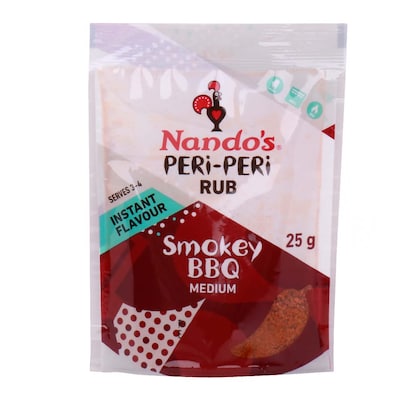 Nando's®
PERi-PERi
RUB
SERVES 3-4
INSTANT
FLAVOUR
Smokey
BBQ
MEDIUM
25 g